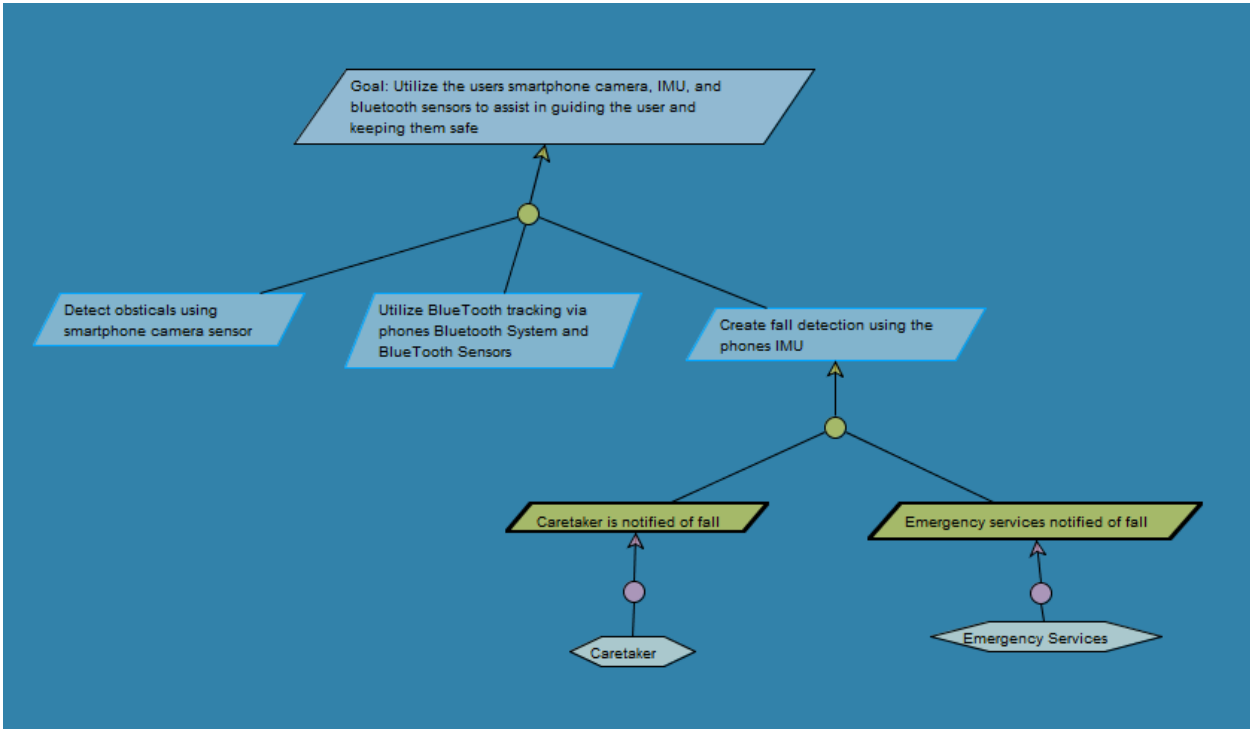 Goal: Utilize the users smartphone camera, IMU, and
bluetooth sensors to assist in guiding the user and
keeping them safe
Detect obsticals using
smartphone camera sensor
Utilize BlueTooth tracking via
phones Bluetooth System and
BlueTooth Sensors
Create fall detection using the
phones IMU
Caretaker is notified of fall
Emergency services notified of fall
Caretaker
Emergency Services